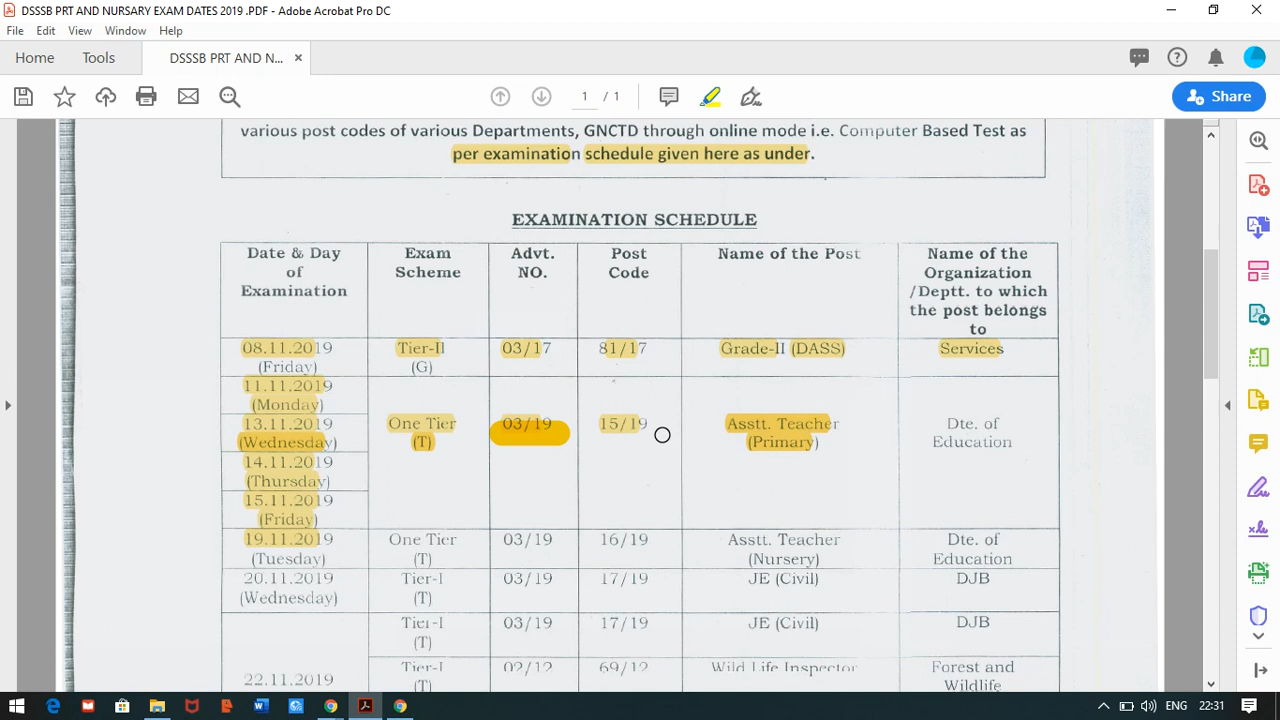 DSSSB PRT AND NURSARY EXAM DATES 2019 .PDF - Adobe Acrobat Pro DC
File Edit View Window Help
Home Tools DSSSB PRT AND N... ×
1 / 1 Share
various post codes of various Departments, GNCTD through online mode i.e. Computer Based Test as
per examination schedule given here as under.
EXAMINATION SCHEDULE
Date & Day of Examination Exam Scheme Advt. NO. Post Code Name of the Post Name of the Organization /Deptt. to which the post belongs to
08.11.2019 (Friday) Tier-II (G) 03/17 81/17 Grade-II (DASS) Services
11.11.2019
(Monday)
13.11.2019 (Wednesday) One Tier (T) 03/19 15/19 Asstt. Teacher (Primary) Dte. of Education
14.11.2019
(Thursday)
15.11.2019
(Friday)
19.11.2019 (Tuesday) One Tier (T) 03/19 16/19 Asstt. Teacher (Nursery) Dte. of Education
20.11.2019 (Wednesday) Tier-I (T) 03/19 17/19 JE (Civil) DJB
Tier-I (T) 03/19 17/19 JE (Civil) DJB
22.11.2019 Tier-I (T) 02/12 69/12 Wild Life Inspector Forest and Wildlife
ENG 22:31